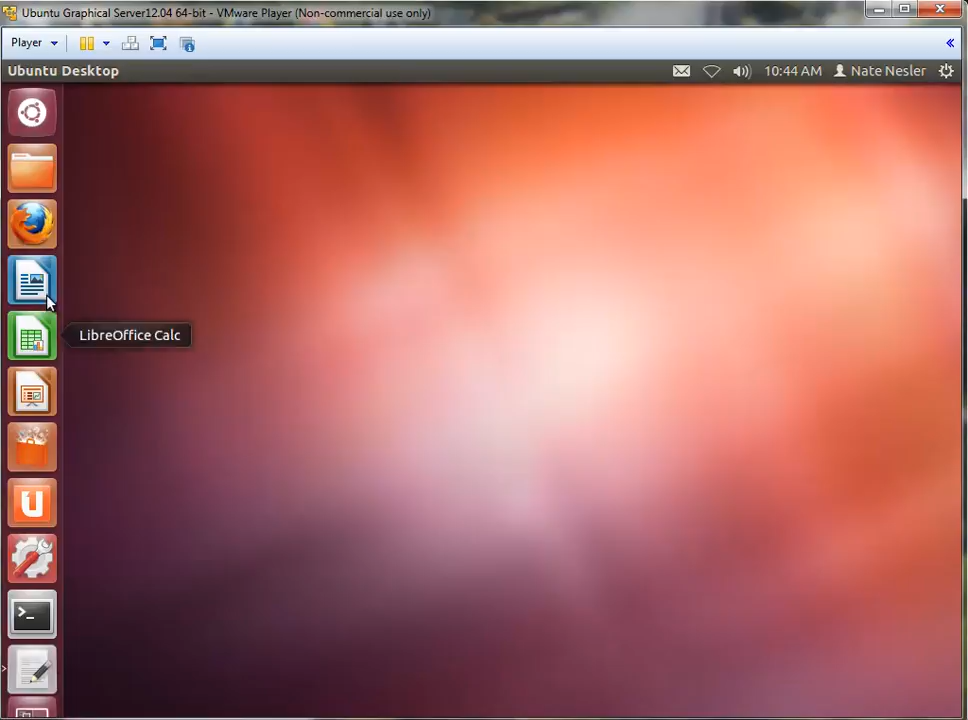 Ubuntu Graphical Server12.04 64-bit - VMware Player (Non-commercial use only)
Player
Ubuntu Desktop
10:44 AM
Nate Nesler
LibreOffice Calc
U
>_